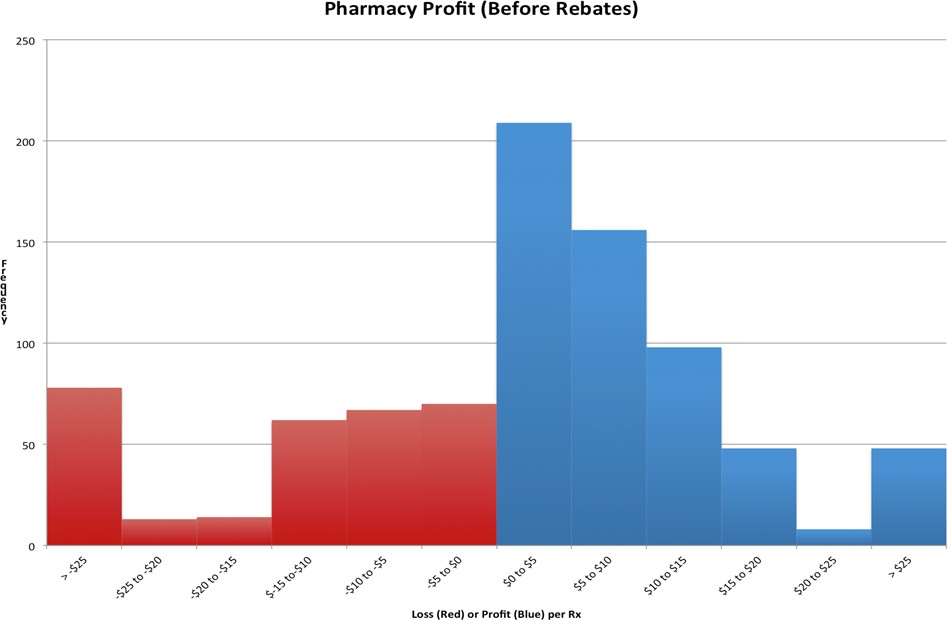 Pharmacy Profit (Before Rebates)
250
200
150
100
50
0
Frequency
> -$25
-$25 to -$20
-$20 to -$15
$-15 to-$10
-$10 to -$5
-$5 to $0
$0 to $5
$5 to $10
$10 to $15
$15 to $20
$20 to $25
> $25
Loss (Red) or Profit (Blue) per Rx